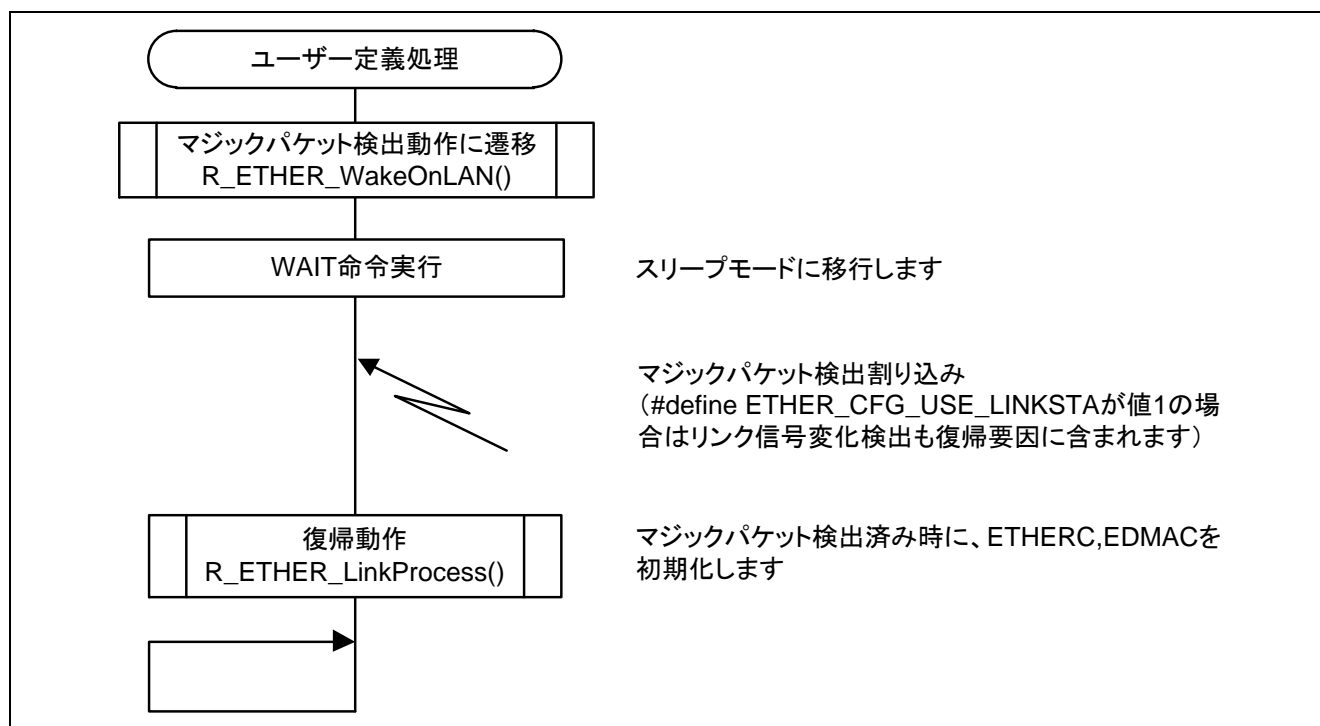 ユーザー定義処理
マジックパケット検出動作に遷移
R_ETHER_WakeOnLAN()
WAIT命令実行
スリープモードに移行します
マジックパケット検出割り込み
（#define ETHER_CFG_USE_LINKSTAが値1の場
合はリンク信号変化検出も復帰要因に含まれます）
復帰動作
R_ETHER_LinkProcess()
マジックパケット検出済み時に、ETHERC,EDMACを
初期化します